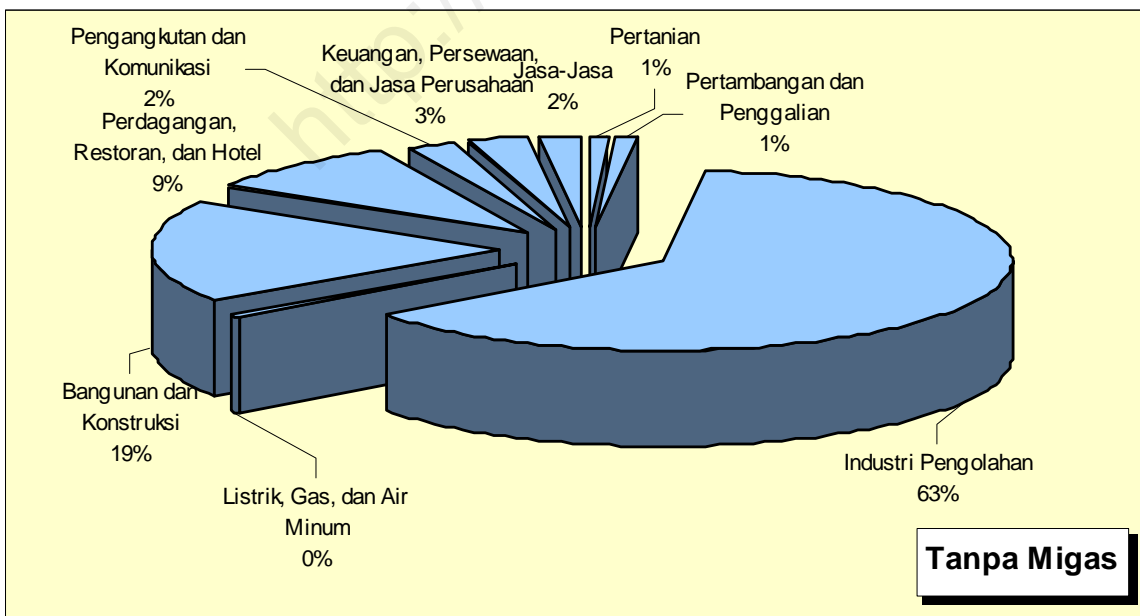 Pengangkutan dan
Komunikasi
2%
Keuangan, Persewaan,
dan Jasa Perusahaan
3%
Jasa-Jasa
2%
Pertanian
1%
Pertambangan dan
Penggalian
1%
Perdagangan,
Restoran, dan Hotel
9%
Bangunan dan
Konstruksi
19%
Listrik, Gas, dan Air
Minum
0%
Industri Pengolahan
63%
Tanpa Migas
http:/